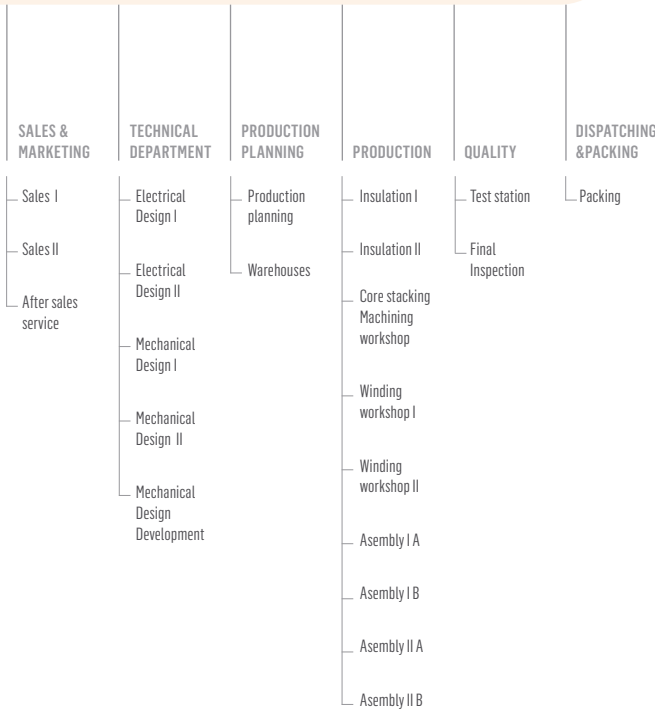 SALES &
MARKETING
Sales I
Sales II
After sales
service
TECHNICAL
DEPARTMENT
Electrical
Design I
Electrical
Design II
Mechanical
Design I
Mechanical
Design II
Mechanical
Design
Development
PRODUCTION
PLANNING
Production
planning
Warehouses
PRODUCTION
Insulation I
Insulation II
Core stacking
Machining
workshop
Winding
workshop I
Winding
workshop II
Asembly I A
Asembly I B
Asembly II A
Asembly II B
QUALITY
Test station
Final
Inspection
DISPATCHING
&PACKING
Packing